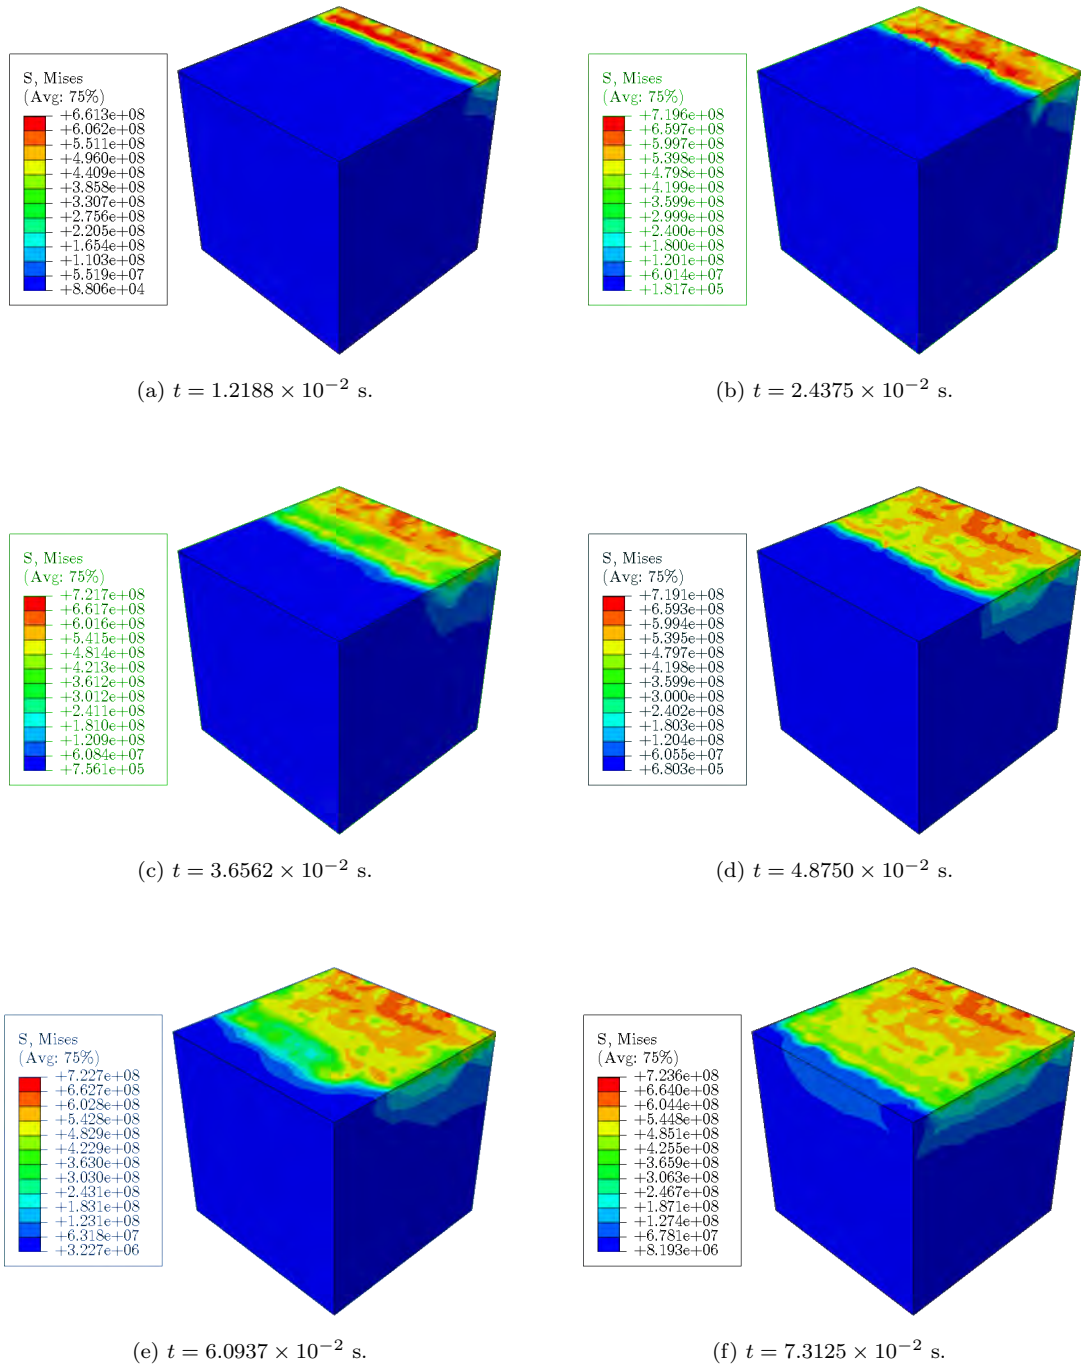 S, Mises
(Avg: 75%)
+6.613e+08
+6.062e+08
+5.511e+08
+4.960e+08
+4.409e+08
+3.858e+08
+3.307e+08
+2.756e+08
+2.205e+08
+1.654e+08
+1.103e+08
+5.519e+07
+8.806e+04
(a) t = 1.2188 × 10⁻² s.
S, Mises
(Avg: 75%)
+7.196e+08
+6.597e+08
+5.997e+08
+5.398e+08
+4.798e+08
+4.199e+08
+3.599e+08
+2.999e+08
+2.400e+08
+1.800e+08
+1.201e+08
+6.014e+07
+1.817e+05
(b) t = 2.4375 × 10⁻² s.
S, Mises
(Avg: 75%)
+7.217e+08
+6.617e+08
+6.016e+08
+5.415e+08
+4.814e+08
+4.213e+08
+3.612e+08
+3.012e+08
+2.411e+08
+1.810e+08
+1.209e+08
+6.084e+07
+7.561e+05
(c) t = 3.6562 × 10⁻² s.
S, Mises
(Avg: 75%)
+7.191e+08
+6.593e+08
+5.994e+08
+5.395e+08
+4.797e+08
+4.198e+08
+3.599e+08
+3.000e+08
+2.402e+08
+1.803e+08
+1.204e+08
+6.055e+07
+6.803e+05
(d) t = 4.8750 × 10⁻² s.
S, Mises
(Avg: 75%)
+7.227e+08
+6.627e+08
+6.028e+08
+5.428e+08
+4.829e+08
+4.229e+08
+3.630e+08
+3.030e+08
+2.431e+08
+1.831e+08
+1.231e+08
+6.318e+07
+3.227e+06
(e) t = 6.0937 × 10⁻² s.
S, Mises
(Avg: 75%)
+7.236e+08
+6.640e+08
+6.044e+08
+5.448e+08
+4.851e+08
+4.255e+08
+3.659e+08
+3.063e+08
+2.467e+08
+1.871e+08
+1.274e+08
+6.781e+07
+8.193e+06
(f) t = 7.3125 × 10⁻² s.